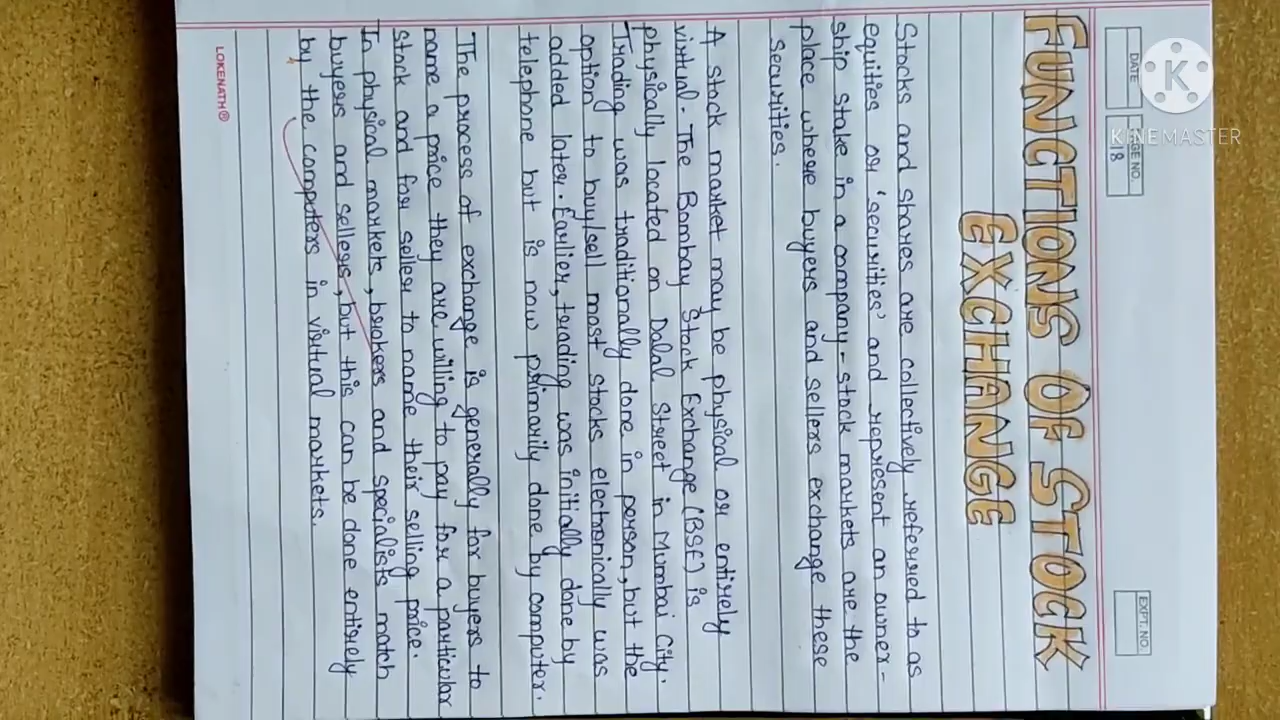 DATE
PAGE NO.
18
EXPT. NO.
KINEMASTER
FUNCTIONS OF STOCK
EXCHANGE
Stocks and shares are collectively referred to as
equities or 'securities' and represent an owner-
ship stake in a company - stock markets are the
place where buyers and sellers exchange these
securities.
A stock market may be physical or entirely
virtual. The Bombay Stock Exchange (BSE) is
physically located on Dalal Street in Mumbai City.
Trading was traditionally done in person, but the
option to buy/sell most stocks electronically was
added later. Earlier, trading was initially done by
telephone but is now primarily done by computer.
The process of exchange is generally for buyers to
name a price they are willing to pay for a particular
stock and for seller to name their selling price.
In physical markets, brokers and specialists match
buyers and sellers, but this can be done entirely
by the computers in virtual markets.
LOKENATH®